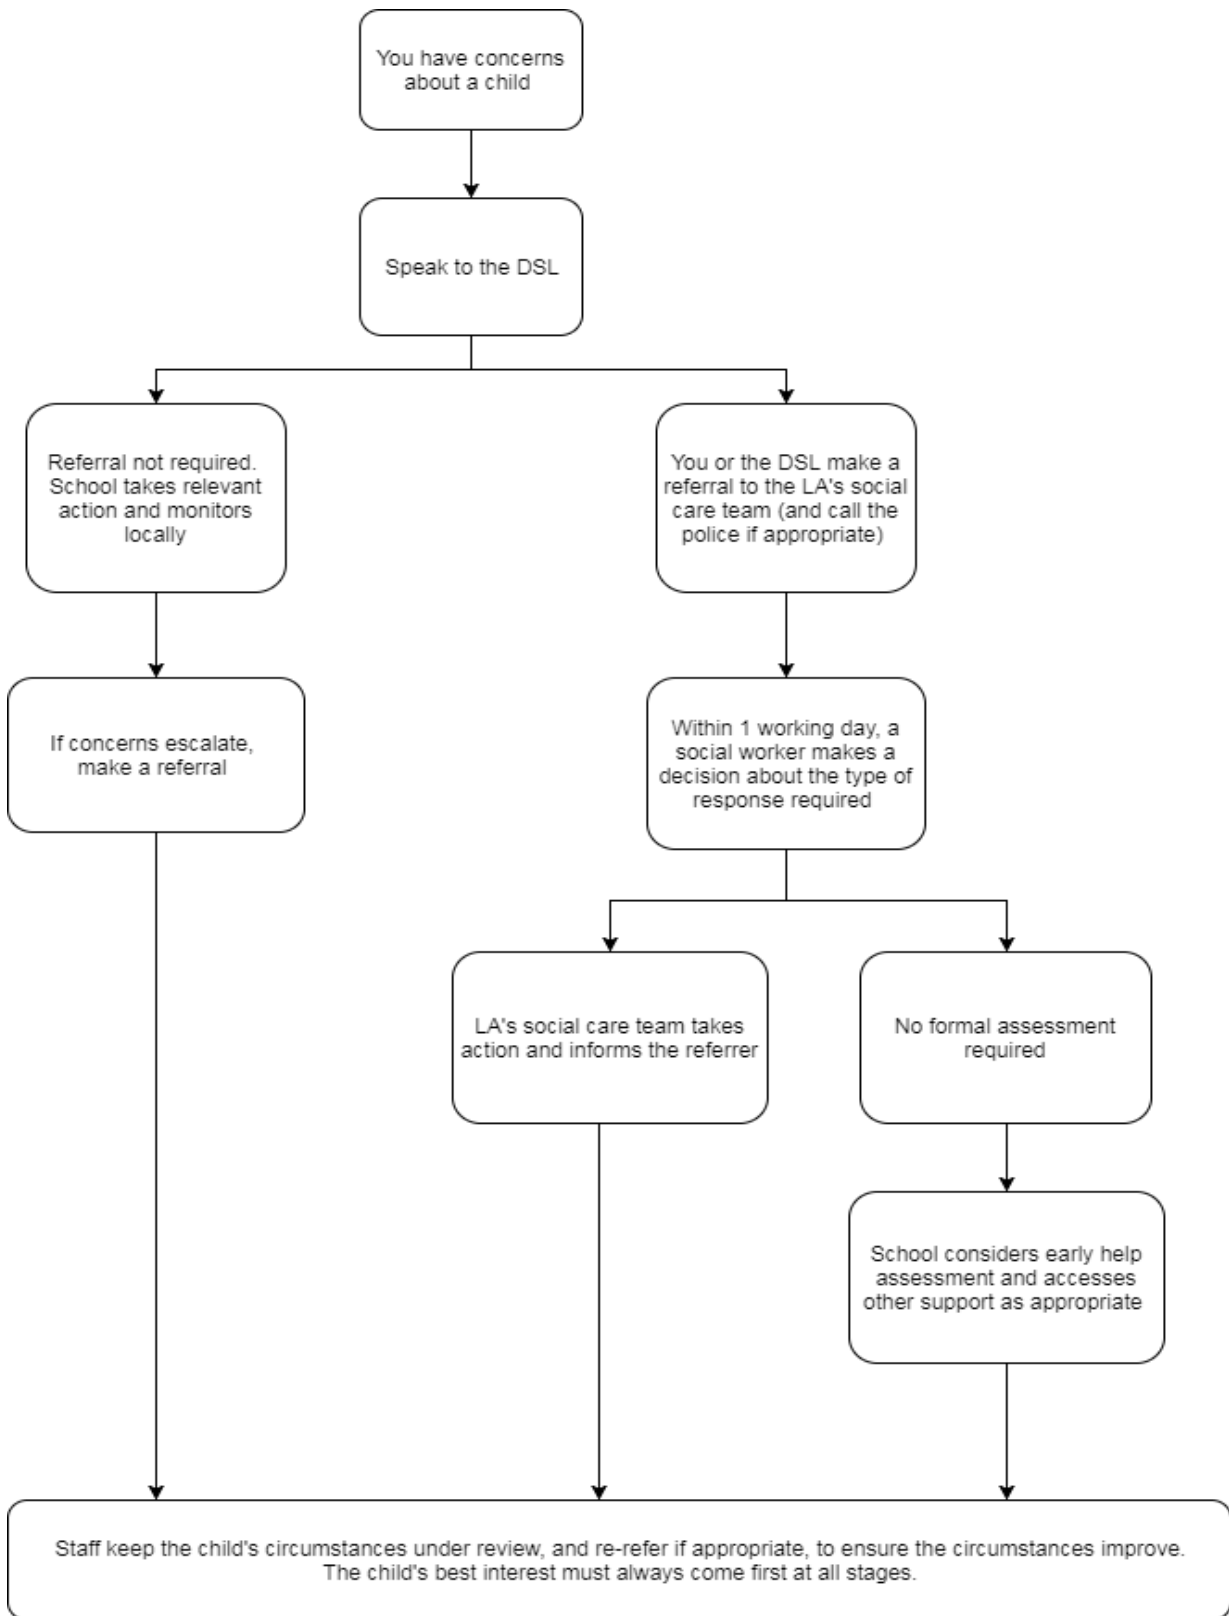 You have concerns
about a child
Speak to the DSL
Referral not required.
School takes relevant
action and monitors
locally
You or the DSL make a
referral to the LA's social
care team (and call the
police if appropriate)
If concerns escalate,
make a referral
Within 1 working day, a
social worker makes a
decision about the type of
response required
LA's social care team takes
action and informs the referrer
No formal assessment
required
School considers early help
assessment and accesses
other support as appropriate
Staff keep the child's circumstances under review, and re-refer if appropriate, to ensure the circumstances improve.
The child's best interest must always come first at all stages.